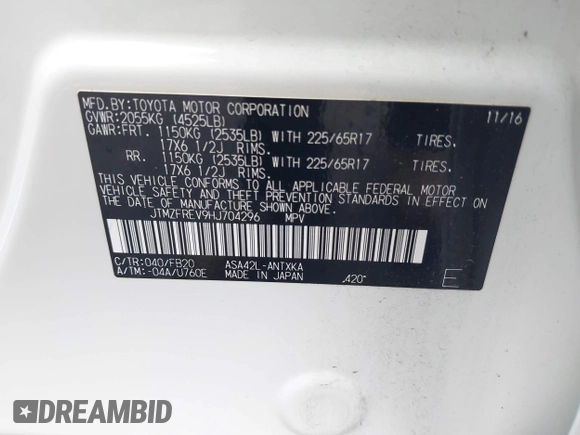 MFD.BY:TOYOTA MOTOR CORPORATION 11/16
GVWR:2055KG (4525LB)
GAWR:FRT. 1150KG (2535LB) WITH 225/65R17 TIRES.
17X6 1/2J RIMS.
RR. 1150KG (2535LB) WITH 225/65R17 TIRES.
17X6 1/2J RIMS.
THIS VEHICLE CONFORMS TO ALL APPLICABLE FEDERAL MOTOR
VEHICLE SAFETY, BUMPER, AND THEFT PREVENTION STANDARDS IN EFFECT ON
THE DATE OF MANUFACTURE SHOWN ABOVE.
JTMZFREV9HJ704296 MPV
C/TR:040/FB20 ASA42L-ANTXKA
A/TM:-04A/U760E MADE IN JAPAN .420" E
DREAMBID